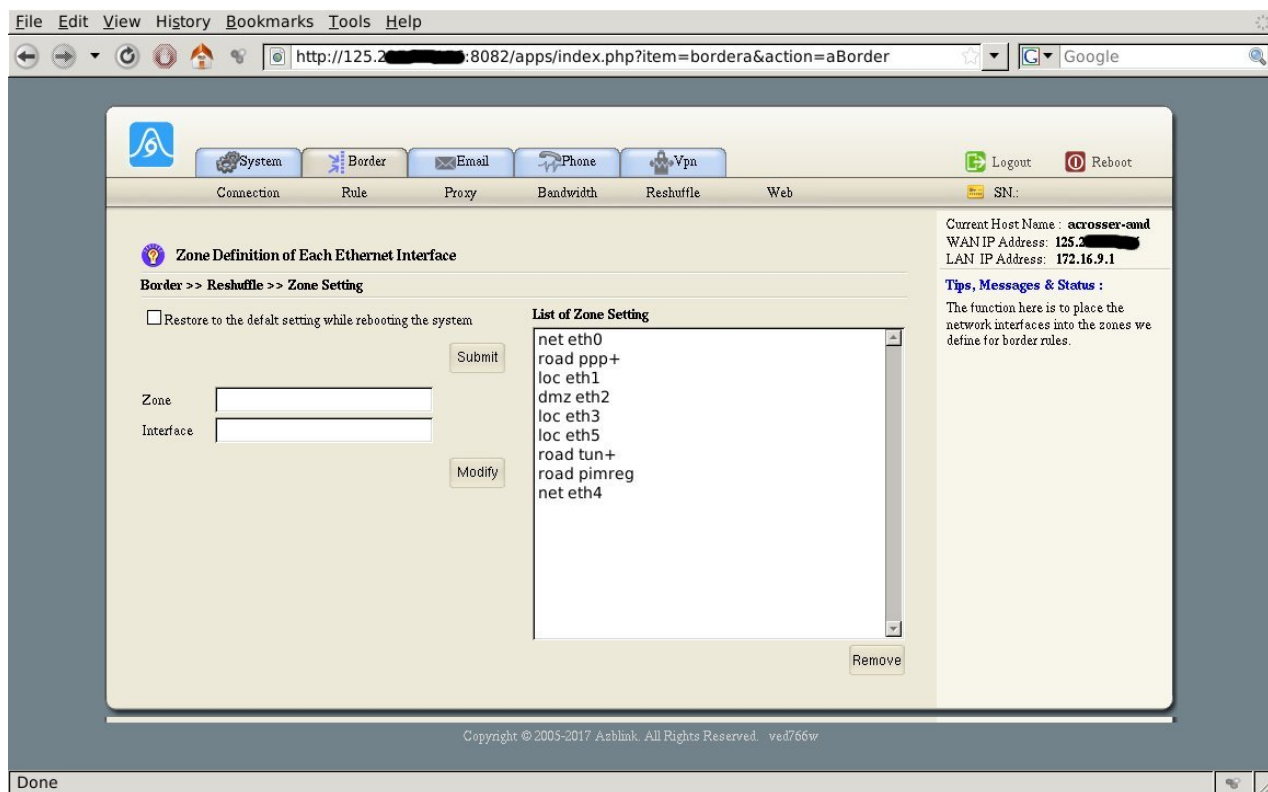 File Edit View History Bookmarks Tools Help
http://125.2 :8082/apps/index.php?item=bordera&action=aBorder
Google
System Border Email Phone Vpn
Logout Reboot
Connection Rule Proxy Bandwidth Reshuffle Web
SN.:
Zone Definition of Each Ethernet Interface
Border >> Reshuffle >> Zone Setting
Restore to the defalt setting while rebooting the system
Submit
Zone
Interface
Modify
List of Zone Setting
net eth0
road ppp+
loc eth1
dmz eth2
loc eth3
loc eth5
road tun+
road pimreg
net eth4
Remove
Current Host Name : acrosser-amd
WAN IP Address: 125.2
LAN IP Address: 172.16.9.1
Tips, Messages & Status :
The function here is to place the
network interfaces into the zones we
define for border rules.
Copyright © 2005-2017 Azblink. All Rights Reserved. ved766w
Done